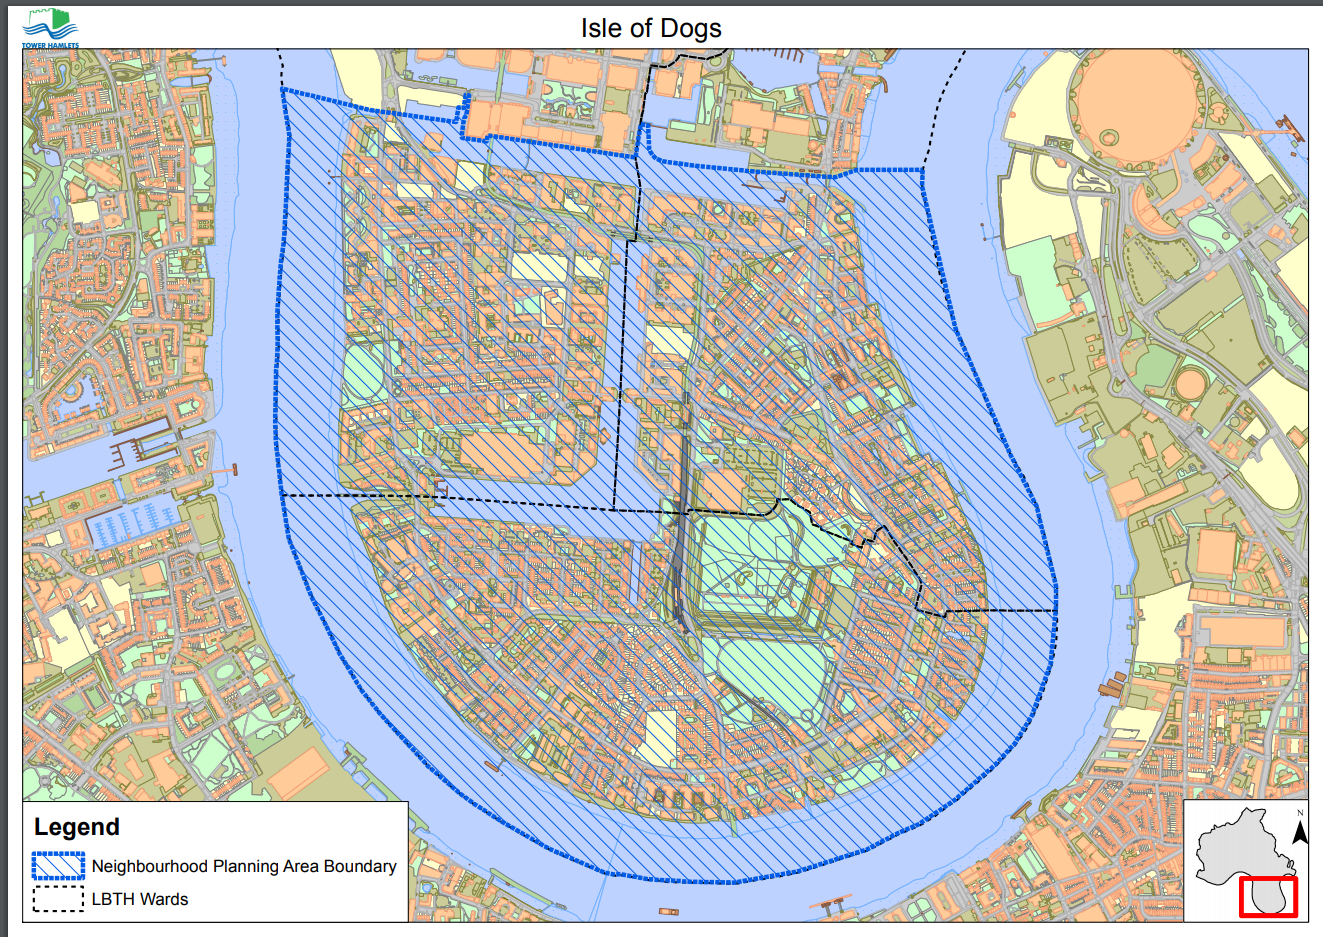 Isle of Dogs
TOWER HAMLETS
Legend
Neighbourhood Planning Area Boundary
LBTH Wards
N